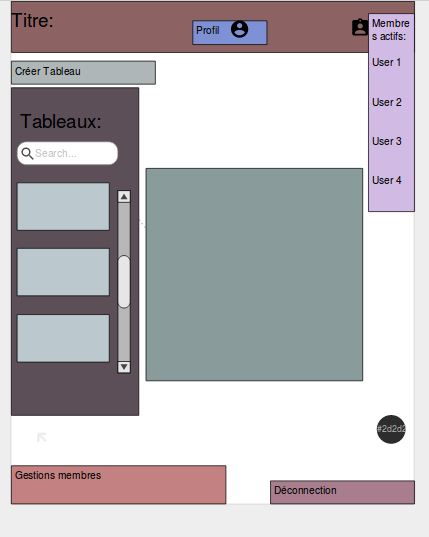 Titre:
Profil
Membre
s actifs:
User 1
User 2
User 3
User 4
Créer Tableau
Tableaux:
Search...
#2d2d2
Gestions membres
Déconnection